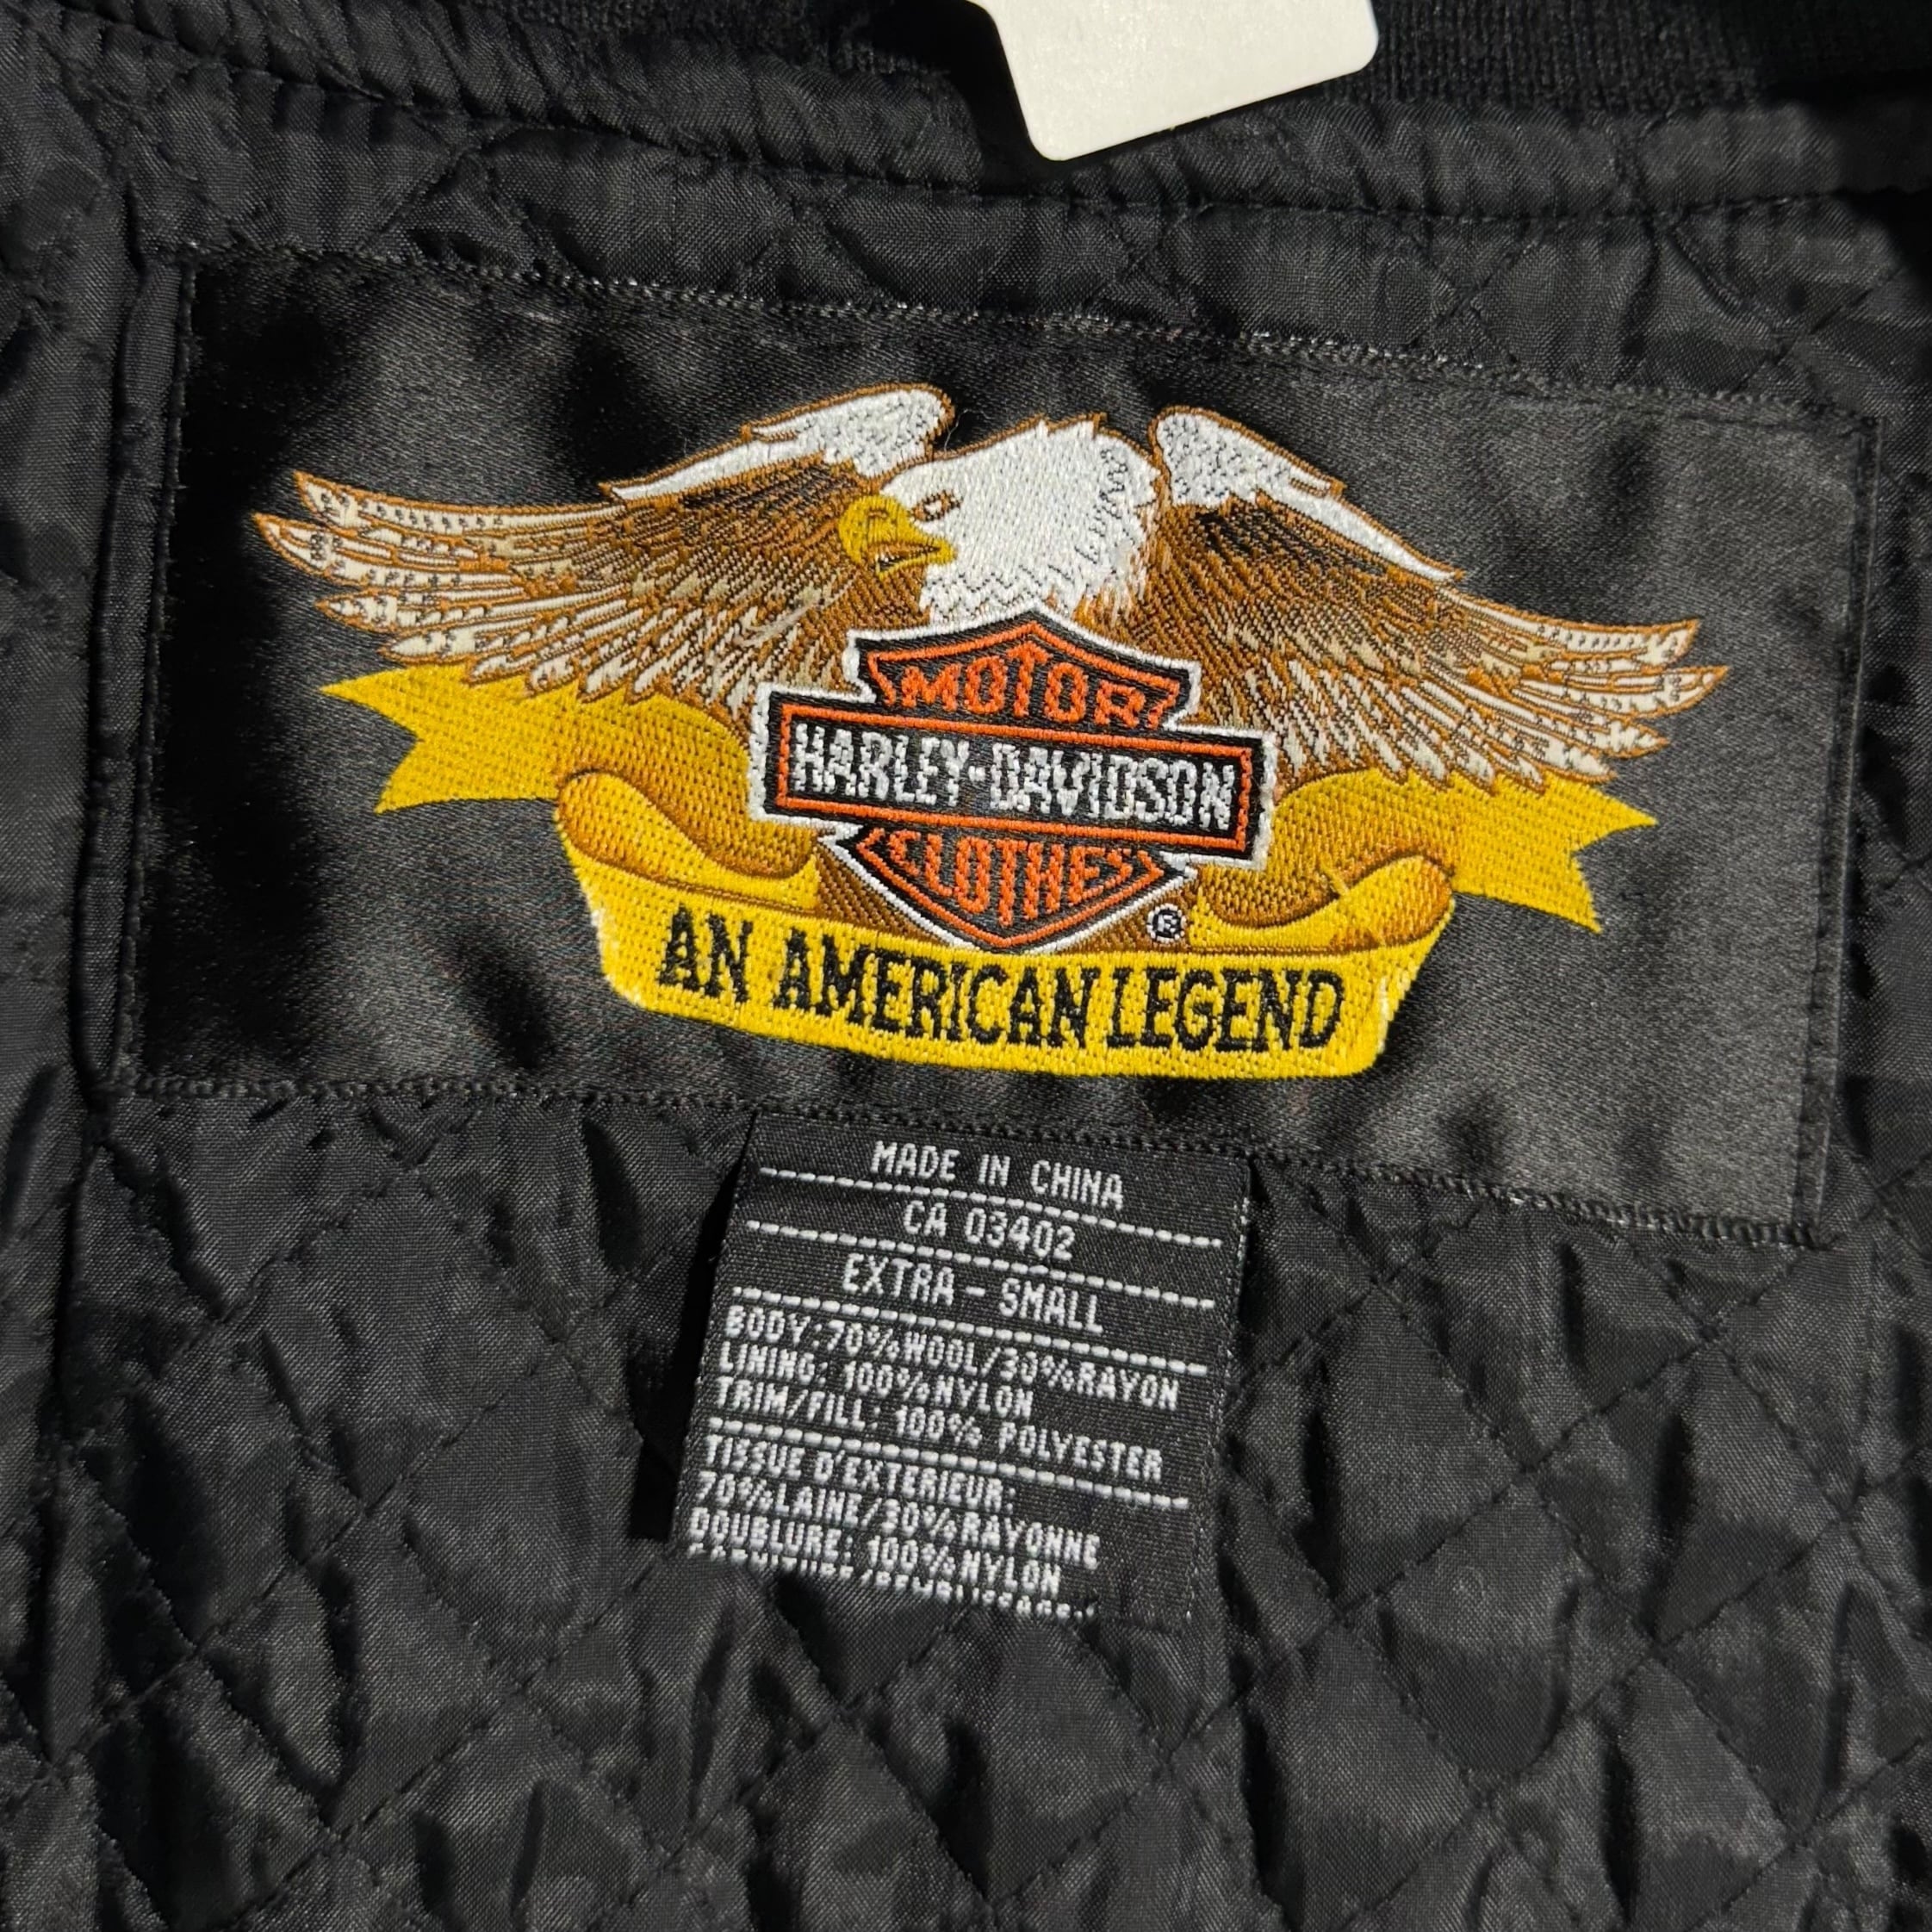 MOTOR
HARLEY-DAVIDSON
CLOTHES
®
AN AMERICAN LEGEND
MADE IN CHINA
CA 03402
EXTRA-SMALL
BODY:70%WOOL/30%RAYON
LINING: 100%NYLON
TRIM/FILL: 100% POLYESTER
TISSUE D'EXTERIEUR:
70%LAINE/30%RAYONNE
DOUBLURE: 100%NYLON